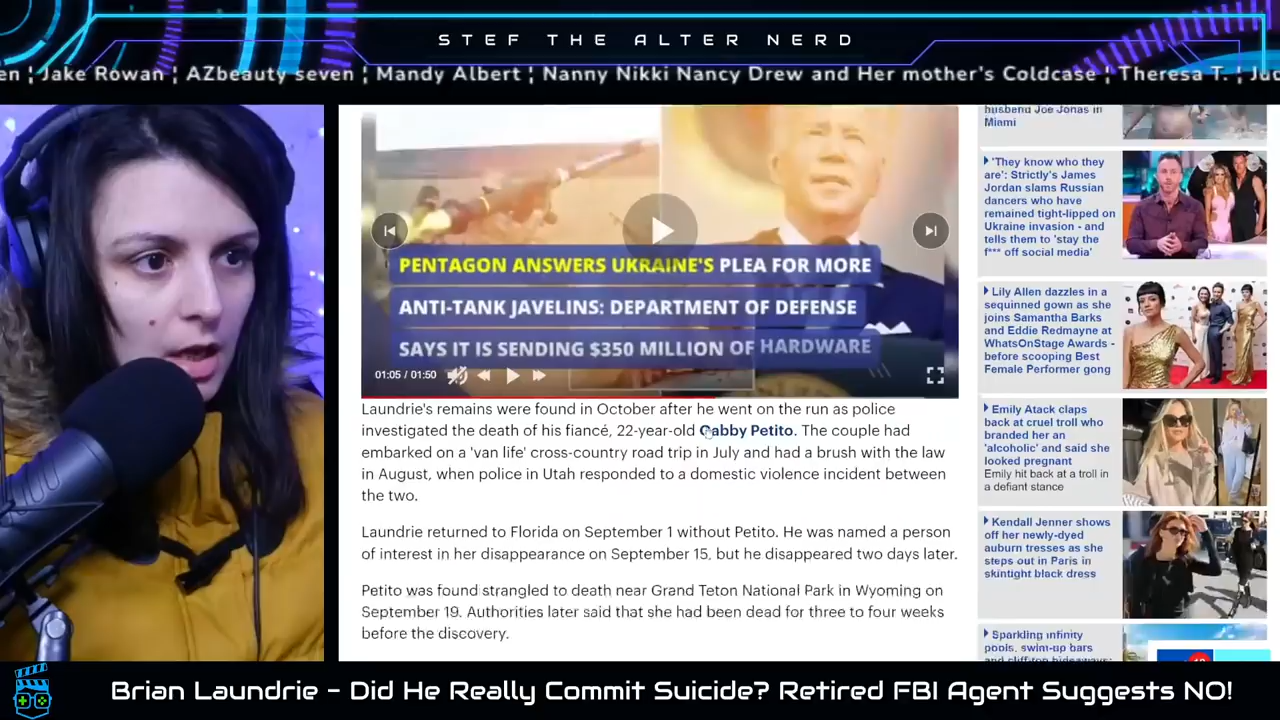 STEF THE ALTER NERD
en ¦ Jake Rowan ¦ AZbeauty seven ¦ Mandy Albert ¦ Nanny Nikki Nancy Drew and Her mother's Coldcase ¦ Theresa T. ¦ Jud
PENTAGON ANSWERS UKRAINE'S PLEA FOR MORE
ANTI-TANK JAVELINS: DEPARTMENT OF DEFENSE
SAYS IT IS SENDING $350 MILLION OF HARDWARE
01:05 / 01:50
Laundrie's remains were found in October after he went on the run as police
investigated the death of his fiancé, 22-year-old Gabby Petito. The couple had
embarked on a 'van life' cross-country road trip in July and had a brush with the law
in August, when police in Utah responded to a domestic violence incident between
the two.
Laundrie returned to Florida on September 1 without Petito. He was named a person
of interest in her disappearance on September 15, but he disappeared two days later.
Petito was found strangled to death near Grand Teton National Park in Wyoming on
September 19. Authorities later said that she had been dead for three to four weeks
before the discovery.
husband Joe Jonas in
Miami
'They know who they
are': Strictly's James
Jordan slams Russian
dancers who have
remained tight-lipped on
Ukraine invasion - and
tells them to 'stay the
f*** off social media'
Lily Allen dazzles in a
sequinned gown as she
joins Samantha Barks
and Eddie Redmayne at
WhatsOnStage Awards -
before scooping Best
Female Performer gong
Emily Atack claps
back at cruel troll who
branded her an
'alcoholic' and said she
looked pregnant
Emily hit back at a troll in
a defiant stance
Kendall Jenner shows
off her newly-dyed
auburn tresses as she
steps out in Paris in
skintight black dress
Sparkling infinity
pools, swim-up bars
and cliff-top hideaways:
Brian Laundrie - Did He Really Commit Suicide? Retired FBI Agent Suggests NO!